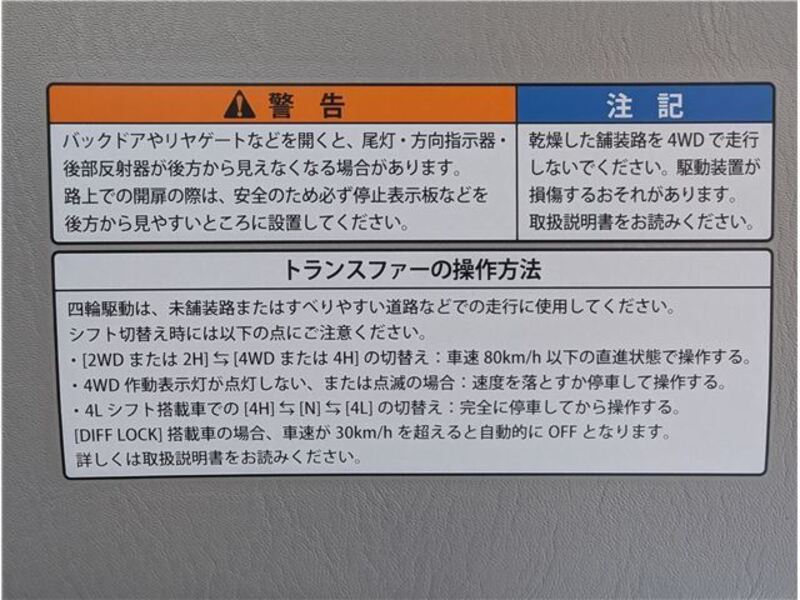 警告
バックドアやリヤゲートなどを開くと、尾灯・方向指示器・
後部反射器が後方から見えなくなる場合があります。
路上での開扉の際は、安全のため必ず停止表示板などを
後方から見やすいところに設置してください。
注記
乾燥した舗装路を 4WD で走行
しないでください。駆動装置が
損傷するおそれがあります。
取扱説明書をお読みください。
トランスファーの操作方法
四輪駆動は、未舗装路またはすべりやすい道路などでの走行に使用してください。
シフト切替え時には以下の点にご注意ください。
・[2WD または 2H]⇆[4WD または 4H] の切替え：車速 80km/h 以下の直進状態で操作する。
・4WD 作動表示灯が点灯しない、または点滅の場合：速度を落とすか停車して操作する。
・4L シフト搭載車での [4H]⇆[N]⇆[4L] の切替え：完全に停車してから操作する。
[DIFF LOCK] 搭載車の場合、車速が 30km/h を超えると自動的に OFF となります。
詳しくは取扱説明書をお読みください。